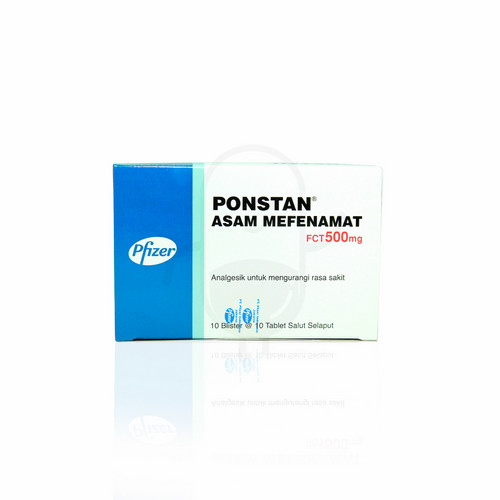 Pfizer
PONSTAN®
ASAM MEFENAMAT
FCT500mg
Analgesik untuk mengurangi rasa sakit
10 Blister @ 10 Tablet Salut Selaput